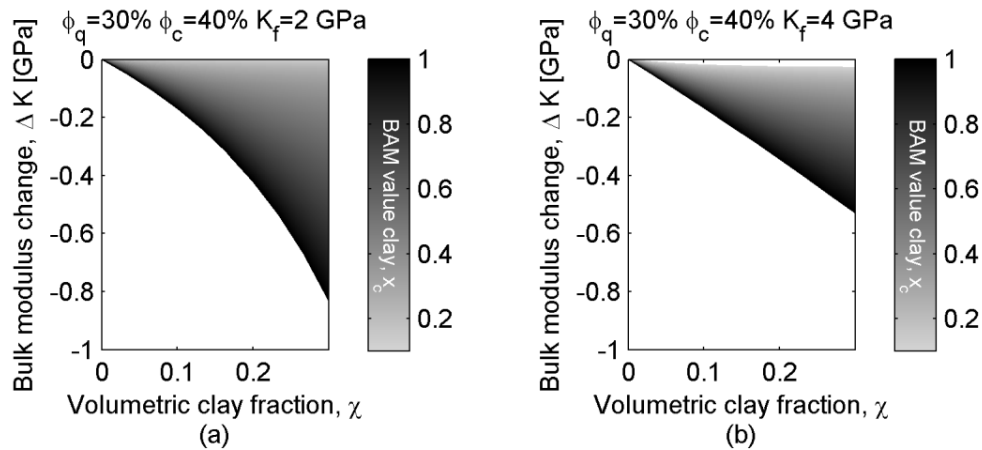 ϕq=30% ϕc=40% Kf=2 GPa
Bulk modulus change, Δ K [GPa]
0
-0.2
-0.4
-0.6
-0.8
-1
0 0.1 0.2
Volumetric clay fraction, χ
(a)
BAM value clay, xc
1
0.8
0.6
0.4
0.2
ϕq=30% ϕc=40% Kf=4 GPa
Bulk modulus change, Δ K [GPa]
0
-0.2
-0.4
-0.6
-0.8
-1
0 0.1 0.2
Volumetric clay fraction, χ
(b)
BAM value clay, xc
1
0.8
0.6
0.4
0.2